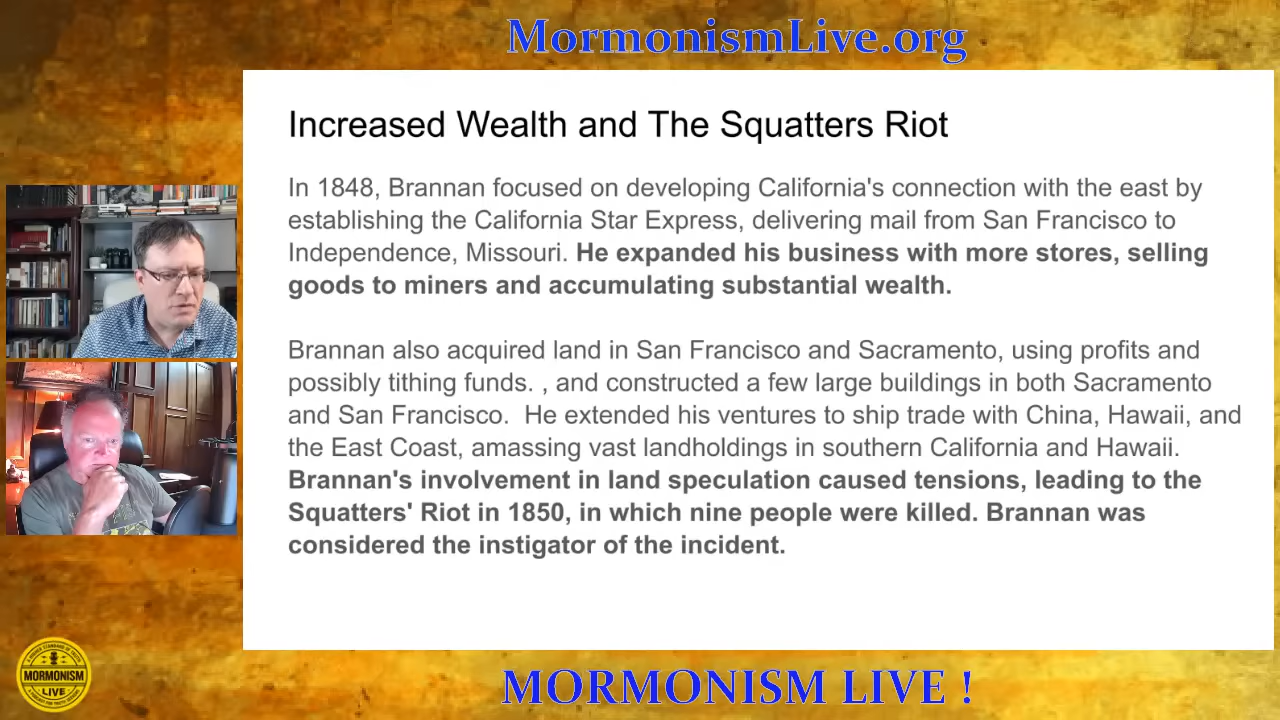 MormonismLive.org
Increased Wealth and The Squatters Riot
In 1848, Brannan focused on developing California's connection with the east by
establishing the California Star Express, delivering mail from San Francisco to
Independence, Missouri. He expanded his business with more stores, selling
goods to miners and accumulating substantial wealth.
Brannan also acquired land in San Francisco and Sacramento, using profits and
possibly tithing funds. , and constructed a few large buildings in both Sacramento
and San Francisco.  He extended his ventures to ship trade with China, Hawaii, and
the East Coast, amassing vast landholdings in southern California and Hawaii.
Brannan's involvement in land speculation caused tensions, leading to the
Squatters' Riot in 1850, in which nine people were killed. Brannan was
considered the instigator of the incident.
MORMONISM
LIVE
MORMONISM LIVE !